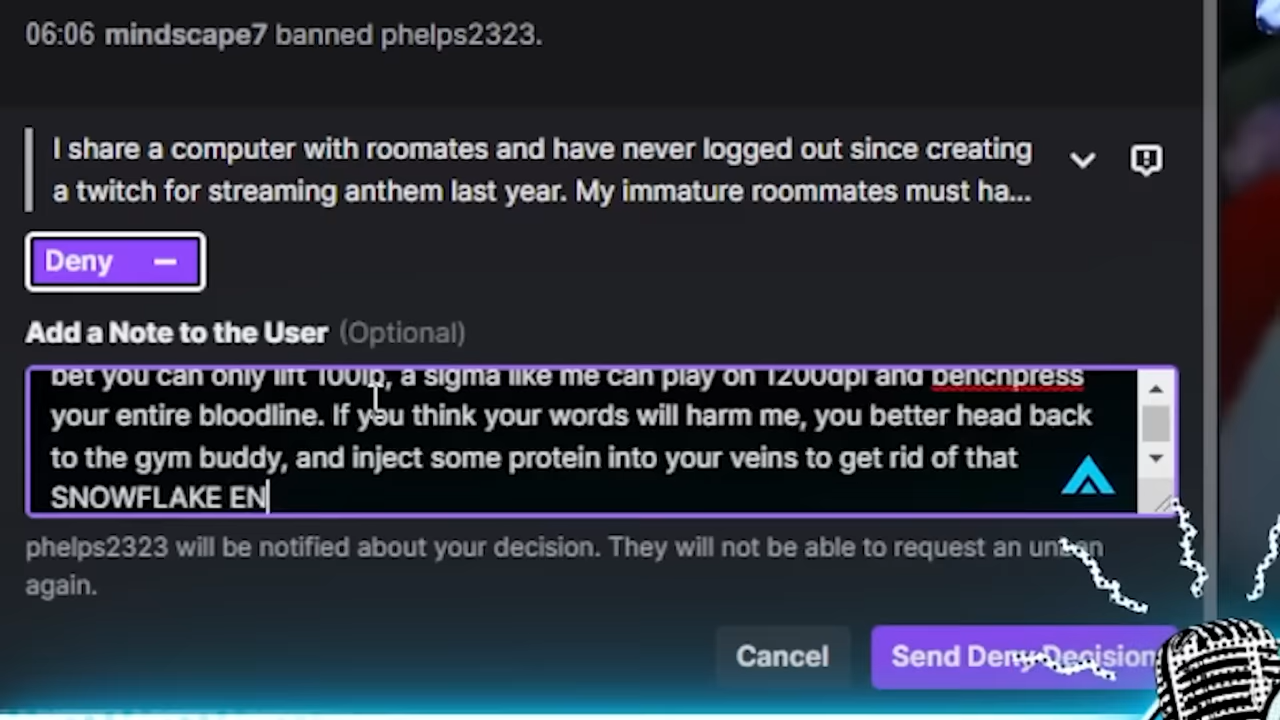 06:06 mindscape7 banned phelps2323.
I share a computer with roomates and have never logged out since creating
a twitch for streaming anthem last year. My immature roommates must ha...
Deny
Add a Note to the User (Optional)
bet you can only lift 100lb, a sigma like me can play on 1200dpi and benchpress
your entire bloodline. If you think your words will harm me, you better head back
to the gym buddy, and inject some protein into your veins to get rid of that
SNOWFLAKE EN
phelps2323 will be notified about your decision. They will not be able to request an unban
again.
Cancel
Send Deny Decision